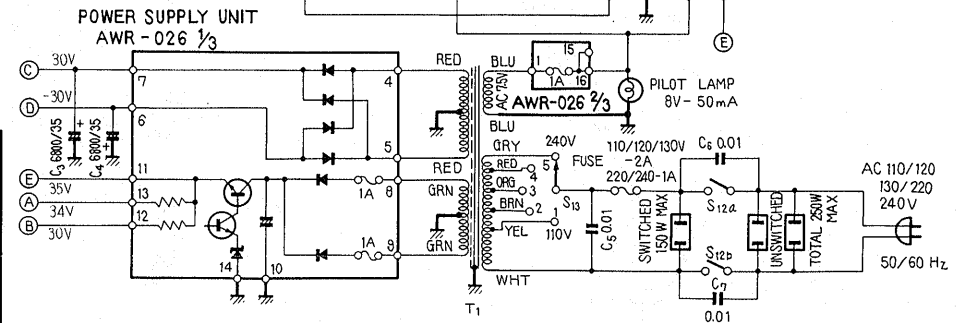 POWER SUPPLY UNIT
AWR-026 1/3
E
C 30V
7
4
RED
BLU
AC 7.5V
1
15
1A
16
AWR-026 2/3
BLU
PILOT LAMP
8V-50mA
D -30V
6
C3 6800/35
+
C4 6800/35
+
5
RED
E
11
35V
A
13
34V
B
12
30V
1A
8
GRN
1A
9
GRN
14
10
T1
GRY
240V
RED
5
4
ORG
3
BRN
2
YEL
1
110V
S13
WHT
FUSE
110/120/130V
-2A
220/240-1A
C5 0.01
C6 0.01
S12a
SWITCHED
150W MAX
S12b
C7
0.01
UNSWITCHED
TOTAL 250W
MAX
AC 110/120
130/220
240V
50/60 Hz